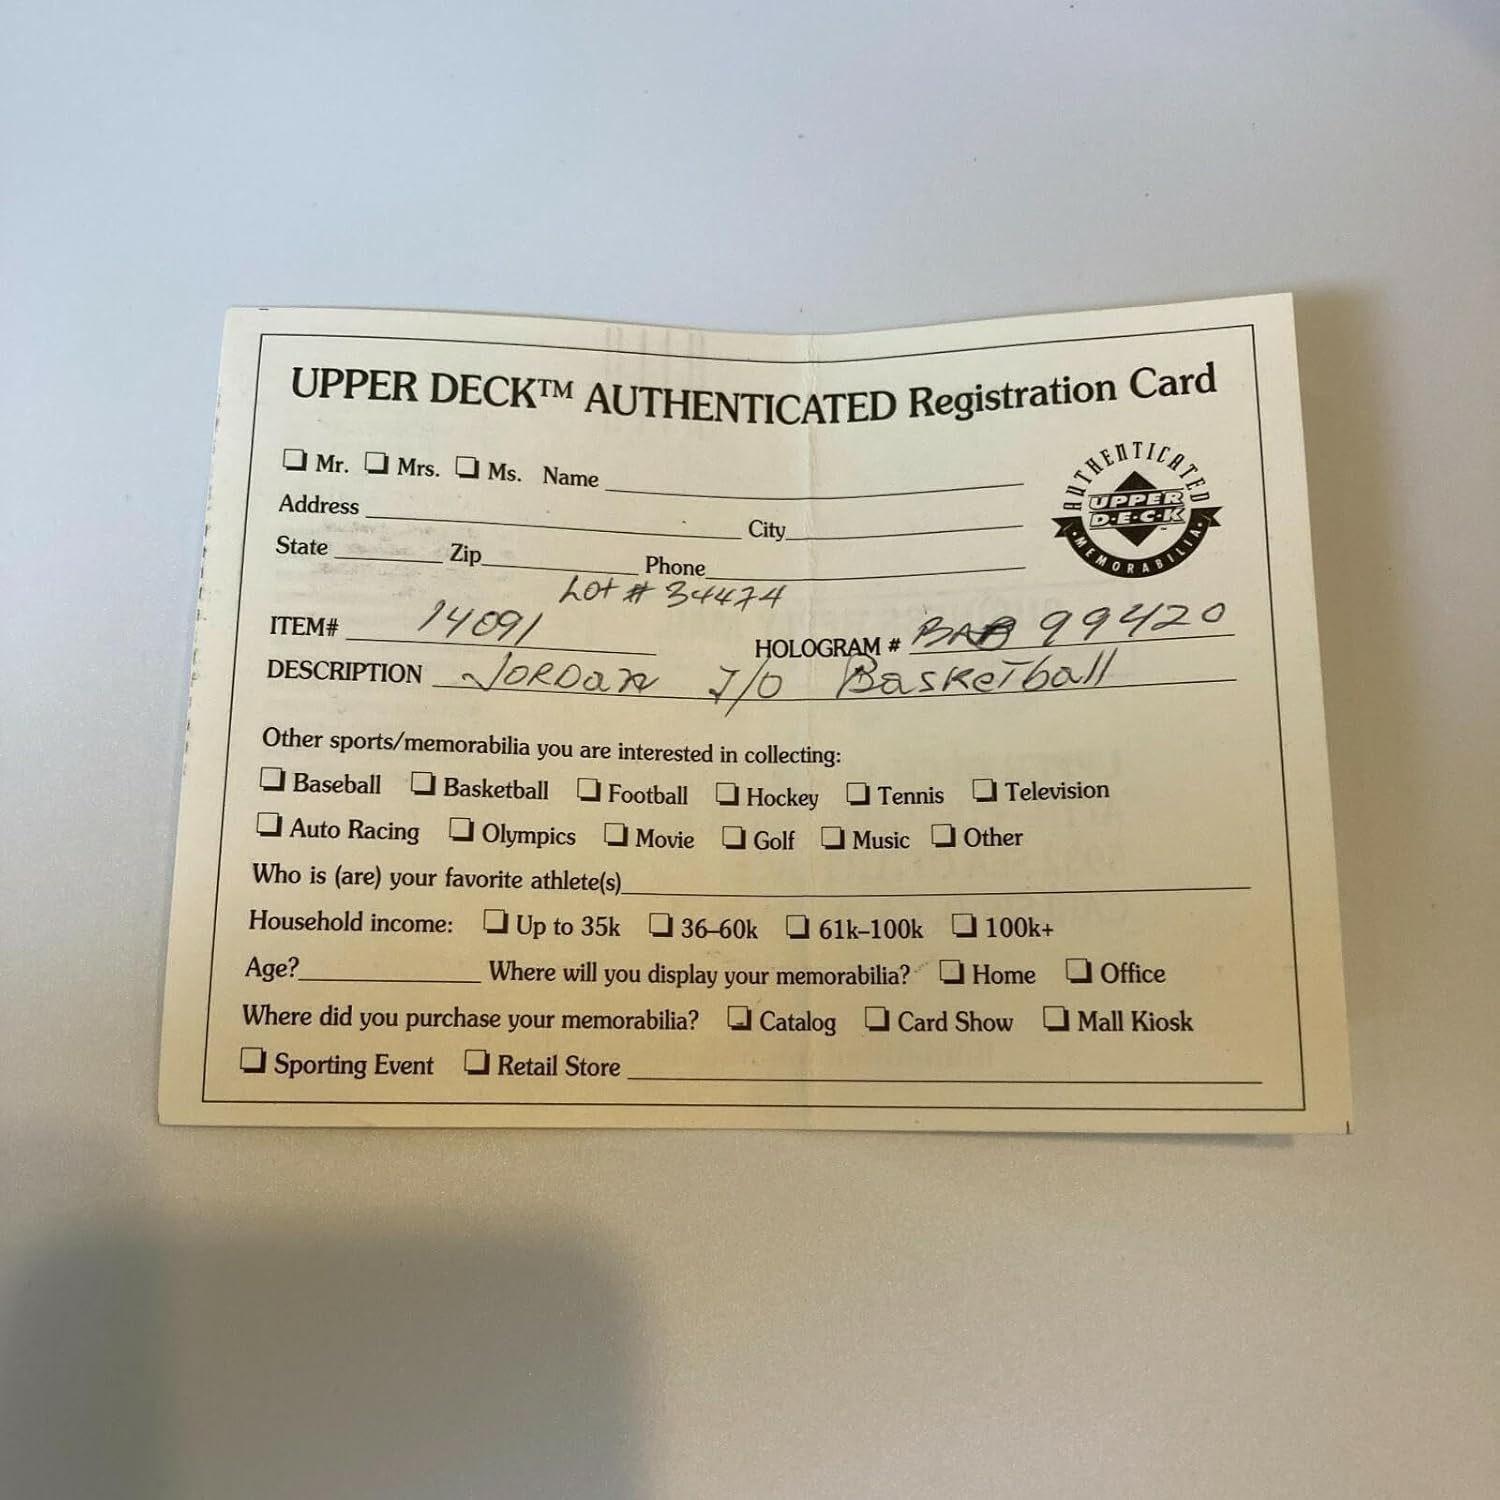 UPPER DECK™ AUTHENTICATED Registration Card
❏ Mr. ❏ Mrs. ❏ Ms. Name
AUTHENTICATED
UPPER
D·E·C·K
MEMORABILIA
Address City
State Zip Phone
Lot # 34474
ITEM# 14091 HOLOGRAM # BAB 99420
DESCRIPTION JORDan I/O Basketball
Other sports/memorabilia you are interested in collecting:
❏ Baseball ❏ Basketball ❏ Football ❏ Hockey ❏ Tennis ❏ Television
❏ Auto Racing ❏ Olympics ❏ Movie ❏ Golf ❏ Music ❏ Other
Who is (are) your favorite athlete(s)
Household income: ❏ Up to 35k ❏ 36–60k ❏ 61k–100k ❏ 100k+
Age? Where will you display your memorabilia? ❏ Home ❏ Office
Where did you purchase your memorabilia? ❏ Catalog ❏ Card Show ❏ Mall Kiosk
❏ Sporting Event ❏ Retail Store